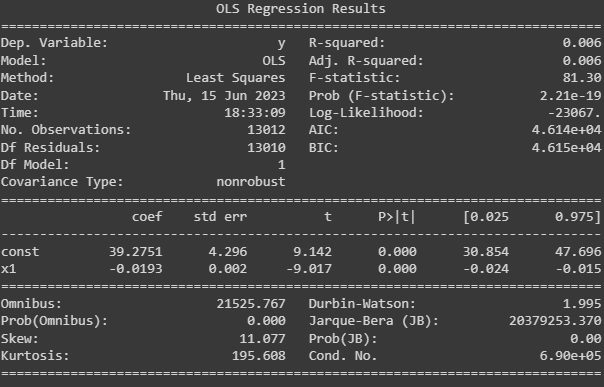 OLS Regression Results
==============================================================================
Dep. Variable:                      y   R-squared:                       0.006
Model:                            OLS   Adj. R-squared:                  0.006
Method:                 Least Squares   F-statistic:                     81.30
Date:                Thu, 15 Jun 2023   Prob (F-statistic):           2.21e-19
Time:                        18:33:09   Log-Likelihood:                -23067.
No. Observations:               13012   AIC:                         4.614e+04
Df Residuals:                   13010   BIC:                         4.615e+04
Df Model:                           1
Covariance Type:            nonrobust
==============================================================================
                 coef    std err          t      P>|t|      [0.025      0.975]
------------------------------------------------------------------------------
const         39.2751      4.296      9.142      0.000      30.854      47.696
x1            -0.0193      0.002     -9.017      0.000      -0.024      -0.015
==============================================================================
Omnibus:                    21525.767   Durbin-Watson:                   1.995
Prob(Omnibus):                  0.000   Jarque-Bera (JB):         20379253.370
Skew:                          11.077   Prob(JB):                         0.00
Kurtosis:                     195.608   Cond. No.                     6.90e+05
==============================================================================